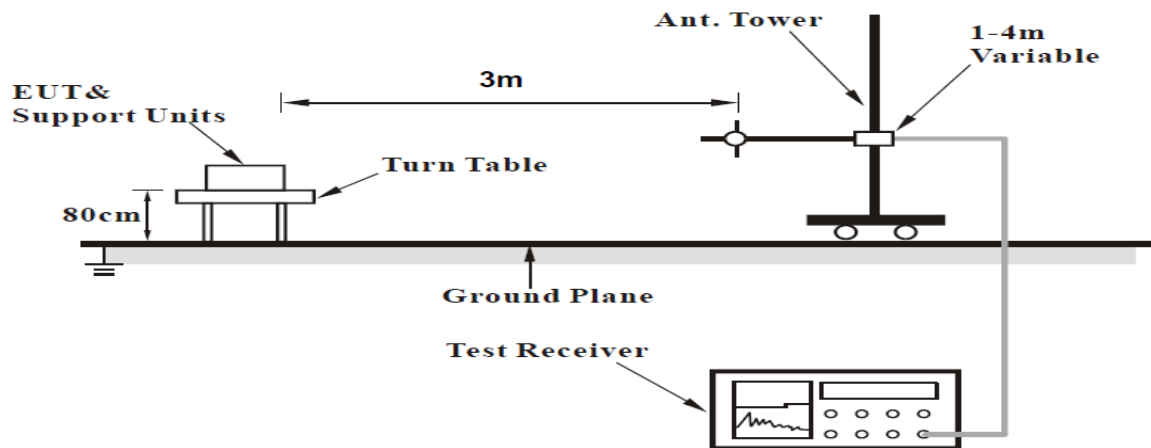 Ant. Tower
1-4m
Variable
3m
EUT&
Support Units
Turn Table
80cm
Ground Plane
Test Receiver